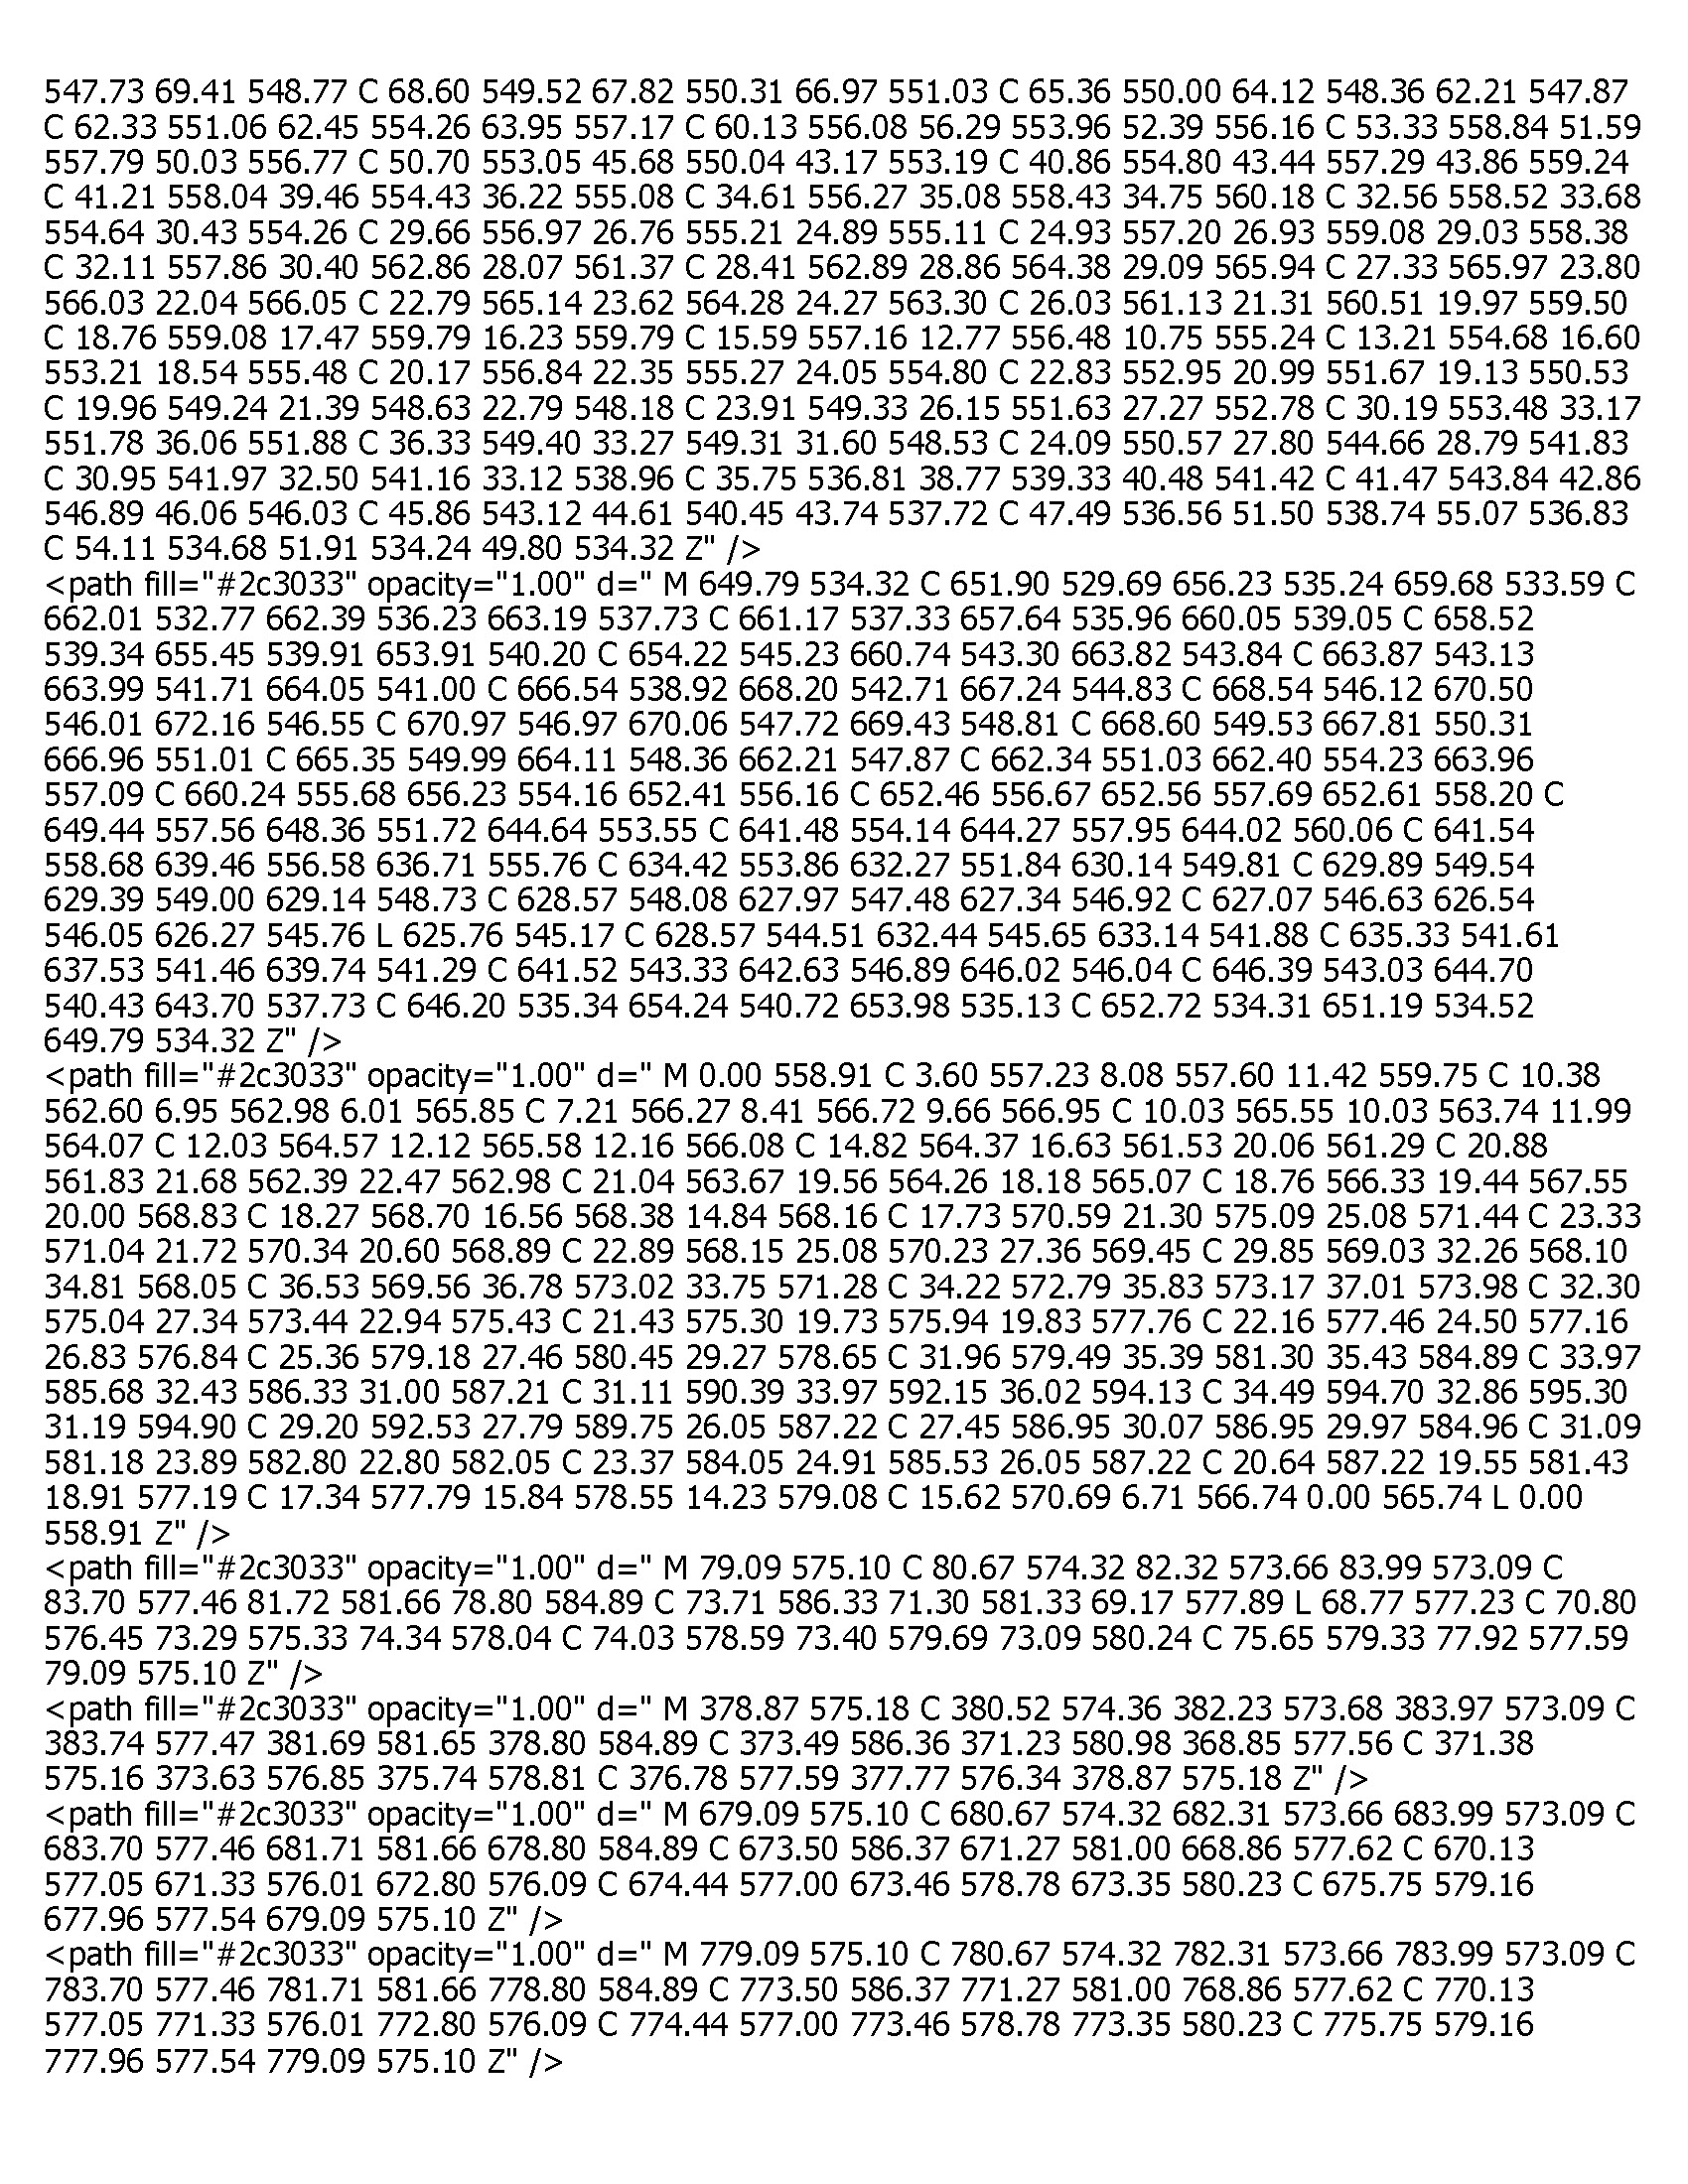 547.73 69.41 548.77 C 68.60 549.52 67.82 550.31 66.97 551.03 C 65.36 550.00 64.12 548.36 62.21 547.87
C 62.33 551.06 62.45 554.26 63.95 557.17 C 60.13 556.08 56.29 553.96 52.39 556.16 C 53.33 558.84 51.59
557.79 50.03 556.77 C 50.70 553.05 45.68 550.04 43.17 553.19 C 40.86 554.80 43.44 557.29 43.86 559.24
C 41.21 558.04 39.46 554.43 36.22 555.08 C 34.61 556.27 35.08 558.43 34.75 560.18 C 32.56 558.52 33.68
554.64 30.43 554.26 C 29.66 556.97 26.76 555.21 24.89 555.11 C 24.93 557.20 26.93 559.08 29.03 558.38
C 32.11 557.86 30.40 562.86 28.07 561.37 C 28.41 562.89 28.86 564.38 29.09 565.94 C 27.33 565.97 23.80
566.03 22.04 566.05 C 22.79 565.14 23.62 564.28 24.27 563.30 C 26.03 561.13 21.31 560.51 19.97 559.50
C 18.76 559.08 17.47 559.79 16.23 559.79 C 15.59 557.16 12.77 556.48 10.75 555.24 C 13.21 554.68 16.60
553.21 18.54 555.48 C 20.17 556.84 22.35 555.27 24.05 554.80 C 22.83 552.95 20.99 551.67 19.13 550.53
C 19.96 549.24 21.39 548.63 22.79 548.18 C 23.91 549.33 26.15 551.63 27.27 552.78 C 30.19 553.48 33.17
551.78 36.06 551.88 C 36.33 549.40 33.27 549.31 31.60 548.53 C 24.09 550.57 27.80 544.66 28.79 541.83
C 30.95 541.97 32.50 541.16 33.12 538.96 C 35.75 536.81 38.77 539.33 40.48 541.42 C 41.47 543.84 42.86
546.89 46.06 546.03 C 45.86 543.12 44.61 540.45 43.74 537.72 C 47.49 536.56 51.50 538.74 55.07 536.83
C 54.11 534.68 51.91 534.24 49.80 534.32 Z" />
<path fill="#2c3033" opacity="1.00" d=" M 649.79 534.32 C 651.90 529.69 656.23 535.24 659.68 533.59 C
662.01 532.77 662.39 536.23 663.19 537.73 C 661.17 537.33 657.64 535.96 660.05 539.05 C 658.52
539.34 655.45 539.91 653.91 540.20 C 654.22 545.23 660.74 543.30 663.82 543.84 C 663.87 543.13
663.99 541.71 664.05 541.00 C 666.54 538.92 668.20 542.71 667.24 544.83 C 668.54 546.12 670.50
546.01 672.16 546.55 C 670.97 546.97 670.06 547.72 669.43 548.81 C 668.60 549.53 667.81 550.31
666.96 551.01 C 665.35 549.99 664.11 548.36 662.21 547.87 C 662.34 551.03 662.40 554.23 663.96
557.09 C 660.24 555.68 656.23 554.16 652.41 556.16 C 652.46 556.67 652.56 557.69 652.61 558.20 C
649.44 557.56 648.36 551.72 644.64 553.55 C 641.48 554.14 644.27 557.95 644.02 560.06 C 641.54
558.68 639.46 556.58 636.71 555.76 C 634.42 553.86 632.27 551.84 630.14 549.81 C 629.89 549.54
629.39 549.00 629.14 548.73 C 628.57 548.08 627.97 547.48 627.34 546.92 C 627.07 546.63 626.54
546.05 626.27 545.76 L 625.76 545.17 C 628.57 544.51 632.44 545.65 633.14 541.88 C 635.33 541.61
637.53 541.46 639.74 541.29 C 641.52 543.33 642.63 546.89 646.02 546.04 C 646.39 543.03 644.70
540.43 643.70 537.73 C 646.20 535.34 654.24 540.72 653.98 535.13 C 652.72 534.31 651.19 534.52
649.79 534.32 Z" />
<path fill="#2c3033" opacity="1.00" d=" M 0.00 558.91 C 3.60 557.23 8.08 557.60 11.42 559.75 C 10.38
562.60 6.95 562.98 6.01 565.85 C 7.21 566.27 8.41 566.72 9.66 566.95 C 10.03 565.55 10.03 563.74 11.99
564.07 C 12.03 564.57 12.12 565.58 12.16 566.08 C 14.82 564.37 16.63 561.53 20.06 561.29 C 20.88
561.83 21.68 562.39 22.47 562.98 C 21.04 563.67 19.56 564.26 18.18 565.07 C 18.76 566.33 19.44 567.55
20.00 568.83 C 18.27 568.70 16.56 568.38 14.84 568.16 C 17.73 570.59 21.30 575.09 25.08 571.44 C 23.33
571.04 21.72 570.34 20.60 568.89 C 22.89 568.15 25.08 570.23 27.36 569.45 C 29.85 569.03 32.26 568.10
34.81 568.05 C 36.53 569.56 36.78 573.02 33.75 571.28 C 34.22 572.79 35.83 573.17 37.01 573.98 C 32.30
575.04 27.34 573.44 22.94 575.43 C 21.43 575.30 19.73 575.94 19.83 577.76 C 22.16 577.46 24.50 577.16
26.83 576.84 C 25.36 579.18 27.46 580.45 29.27 578.65 C 31.96 579.49 35.39 581.30 35.43 584.89 C 33.97
585.68 32.43 586.33 31.00 587.21 C 31.11 590.39 33.97 592.15 36.02 594.13 C 34.49 594.70 32.86 595.30
31.19 594.90 C 29.20 592.53 27.79 589.75 26.05 587.22 C 27.45 586.95 30.07 586.95 29.97 584.96 C 31.09
581.18 23.89 582.80 22.80 582.05 C 23.37 584.05 24.91 585.53 26.05 587.22 C 20.64 587.22 19.55 581.43
18.91 577.19 C 17.34 577.79 15.84 578.55 14.23 579.08 C 15.62 570.69 6.71 566.74 0.00 565.74 L 0.00
558.91 Z" />
<path fill="#2c3033" opacity="1.00" d=" M 79.09 575.10 C 80.67 574.32 82.32 573.66 83.99 573.09 C
83.70 577.46 81.72 581.66 78.80 584.89 C 73.71 586.33 71.30 581.33 69.17 577.89 L 68.77 577.23 C 70.80
576.45 73.29 575.33 74.34 578.04 C 74.03 578.59 73.40 579.69 73.09 580.24 C 75.65 579.33 77.92 577.59
79.09 575.10 Z" />
<path fill="#2c3033" opacity="1.00" d=" M 378.87 575.18 C 380.52 574.36 382.23 573.68 383.97 573.09 C
383.74 577.47 381.69 581.65 378.80 584.89 C 373.49 586.36 371.23 580.98 368.85 577.56 C 371.38
575.16 373.63 576.85 375.74 578.81 C 376.78 577.59 377.77 576.34 378.87 575.18 Z" />
<path fill="#2c3033" opacity="1.00" d=" M 679.09 575.10 C 680.67 574.32 682.31 573.66 683.99 573.09 C
683.70 577.46 681.71 581.66 678.80 584.89 C 673.50 586.37 671.27 581.00 668.86 577.62 C 670.13
577.05 671.33 576.01 672.80 576.09 C 674.44 577.00 673.46 578.78 673.35 580.23 C 675.75 579.16
677.96 577.54 679.09 575.10 Z" />
<path fill="#2c3033" opacity="1.00" d=" M 779.09 575.10 C 780.67 574.32 782.31 573.66 783.99 573.09 C
783.70 577.46 781.71 581.66 778.80 584.89 C 773.50 586.37 771.27 581.00 768.86 577.62 C 770.13
577.05 771.33 576.01 772.80 576.09 C 774.44 577.00 773.46 578.78 773.35 580.23 C 775.75 579.16
777.96 577.54 779.09 575.10 Z" />